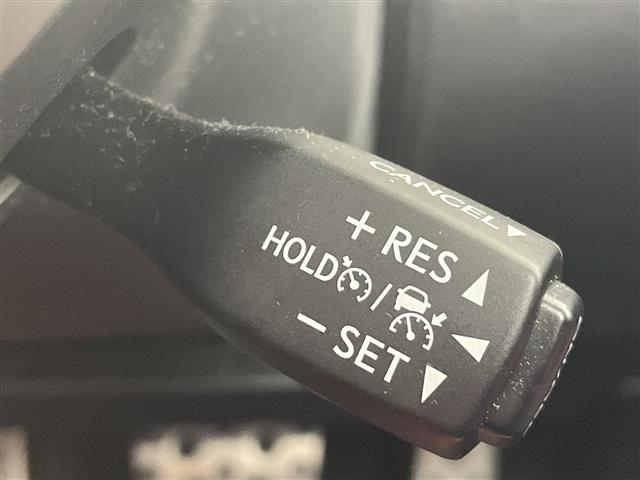 CANCEL
+ RES
HOLD /
− SET